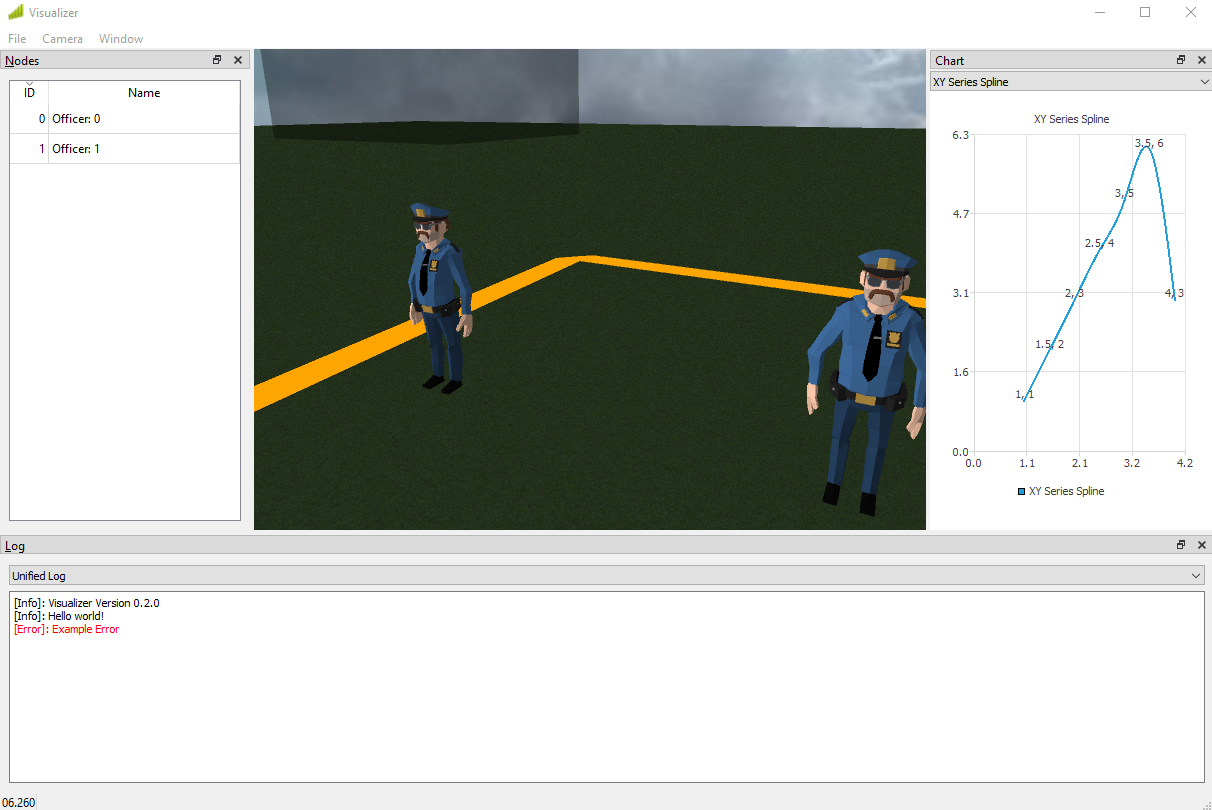 Visualizer
File Camera Window
Nodes
ID Name
0 Officer: 0
1 Officer: 1
Chart
XY Series Spline
XY Series Spline
6.3
4.7
3.1
1.6
0.0
3.5, 6
3, 5
2.5, 4
2, 3
4, 3
1.5, 2
1, 1
0.0 1.1 2.1 3.2 4.2
XY Series Spline
Log
Unified Log
[Info]: Visualizer Version 0.2.0
[Info]: Hello world!
[Error]: Example Error
06.260